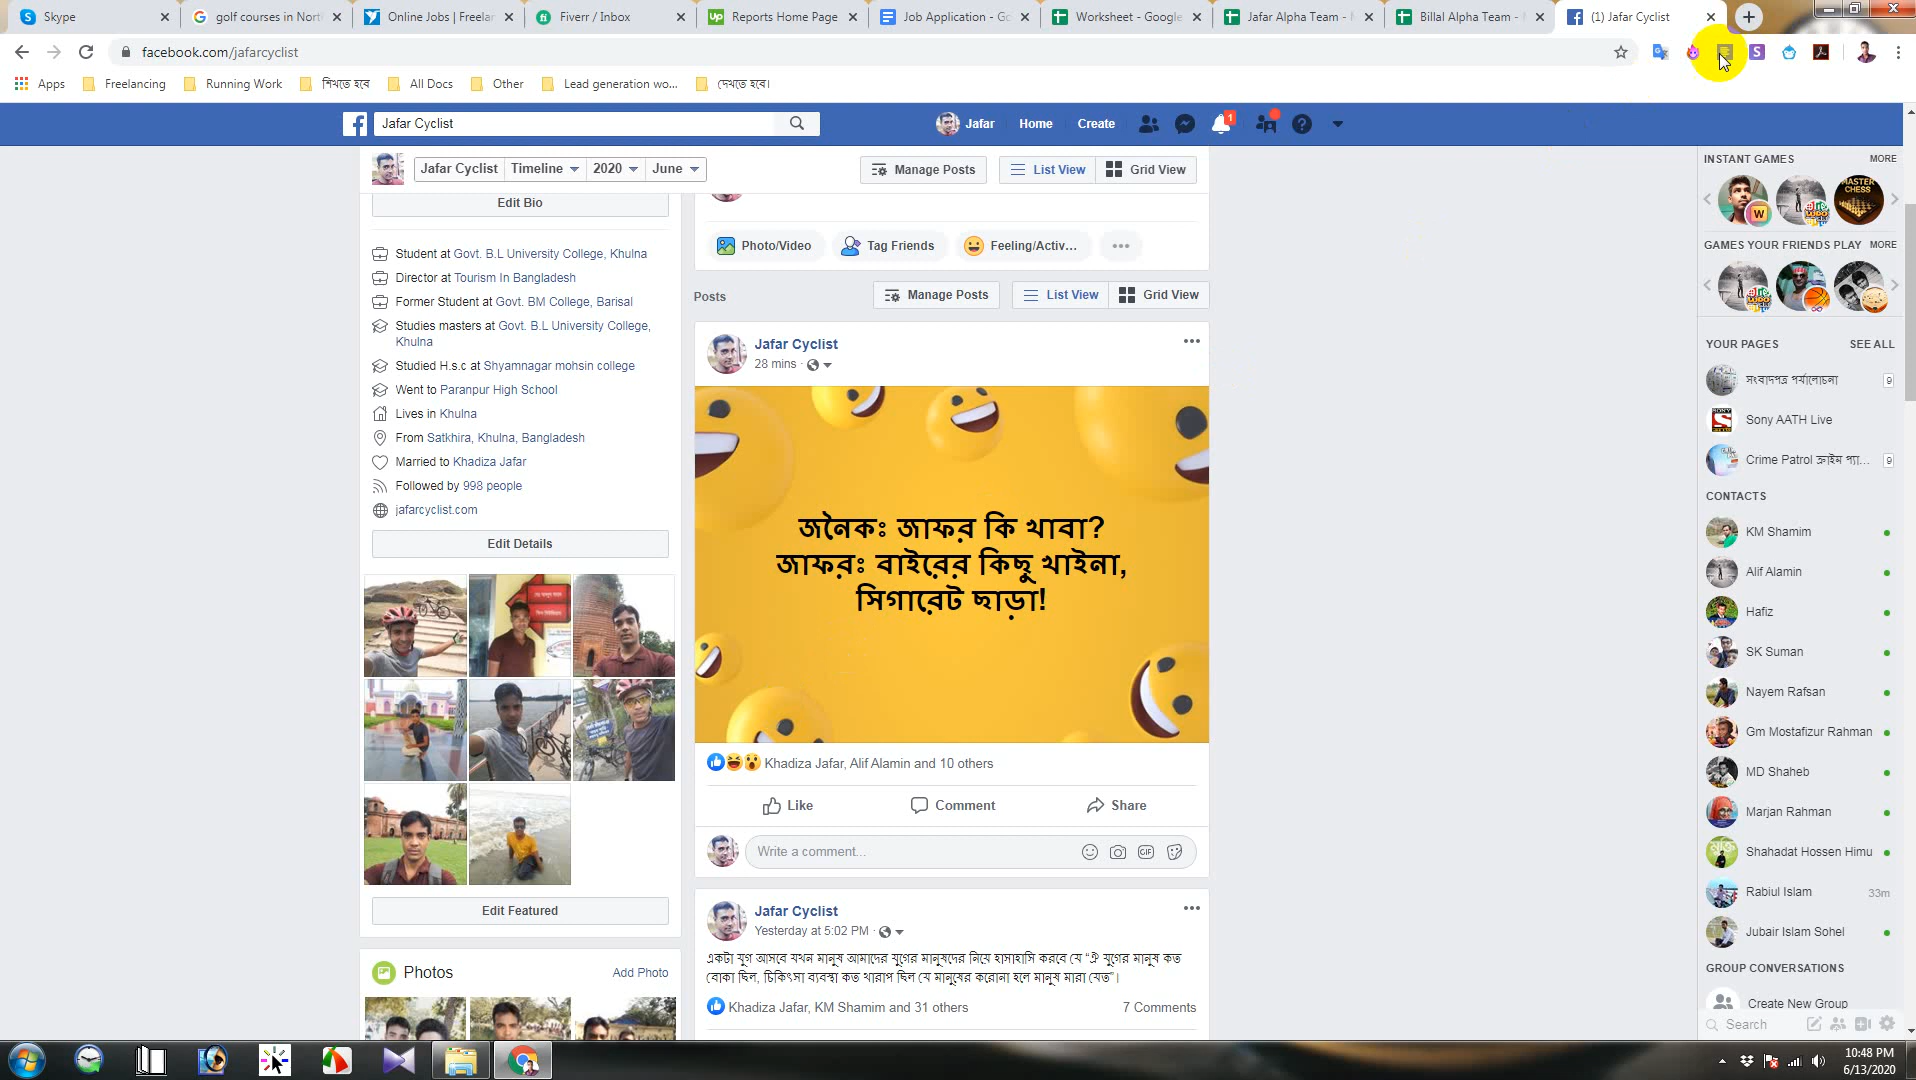 Skype
golf courses in North
Online Jobs | Freelan
Fiverr / Inbox
Reports Home Page
Job Application - Go
Worksheet - Google
Jafar Alpha Team -
Billal Alpha Team -
(1) Jafar Cyclist
facebook.com/jafarcyclist
Apps
Freelancing
Running Work
শিখতে হবে
All Docs
Other
Lead generation wo...
দেখতে হবে।
Jafar Cyclist
Jafar
Home
Create
1
Jafar Cyclist
Timeline
2020
June
Manage Posts
List View
Grid View
Edit Bio
Student at Govt. B.L University College, Khulna
Director at Tourism In Bangladesh
Former Student at Govt. BM College, Barisal
Studies masters at Govt. B.L University College,
Khulna
Studied H.s.c at Shyamnagar mohsin college
Went to Paranpur High School
Lives in Khulna
From Satkhira, Khulna, Bangladesh
Married to Khadiza Jafar
Followed by 998 people
jafarcyclist.com
Edit Details
Edit Featured
Photos
Add Photo
Photo/Video
Tag Friends
Feeling/Activ...
Posts
Manage Posts
List View
Grid View
Jafar Cyclist
28 mins ·
জনৈকঃ জাফর কি খাবা?
জাফরঃ বাইরের কিছু খাইনা,
সিগারেট ছাড়া!
Khadiza Jafar, Alif Alamin and 10 others
Like
Comment
Share
Write a comment...
GIF
Jafar Cyclist
Yesterday at 5:02 PM ·
একটা যুগ আসবে যখন মানুষ আমাদের যুগের মানুষদের নিয়ে হাসাহাসি করবে যে “ঐ যুগের মানুষ কত
বোকা ছিল, চিকিৎসা ব্যবস্থা কত খারাপ ছিল যে মানুষের করোনা হলে মানুষ মারা যেত”।
Khadiza Jafar, KM Shamim and 31 others
7 Comments
INSTANT GAMES
MORE
MASTER
CHESS
GAMES YOUR FRIENDS PLAY
MORE
YOUR PAGES
SEE ALL
সংবাদপত্র পর্যালোচনা
9
Sony AATH Live
Crime Patrol ক্রাইম প্যা...
9
CONTACTS
KM Shamim
Alif Alamin
Hafiz
SK Suman
Nayem Rafsan
Gm Mostafizur Rahman
MD Shaheb
Marjan Rahman
Shahadat Hossen Himu
Rabiul Islam
33m
Jubair Islam Sohel
GROUP CONVERSATIONS
Create New Group
Search
10:48 PM
6/13/2020